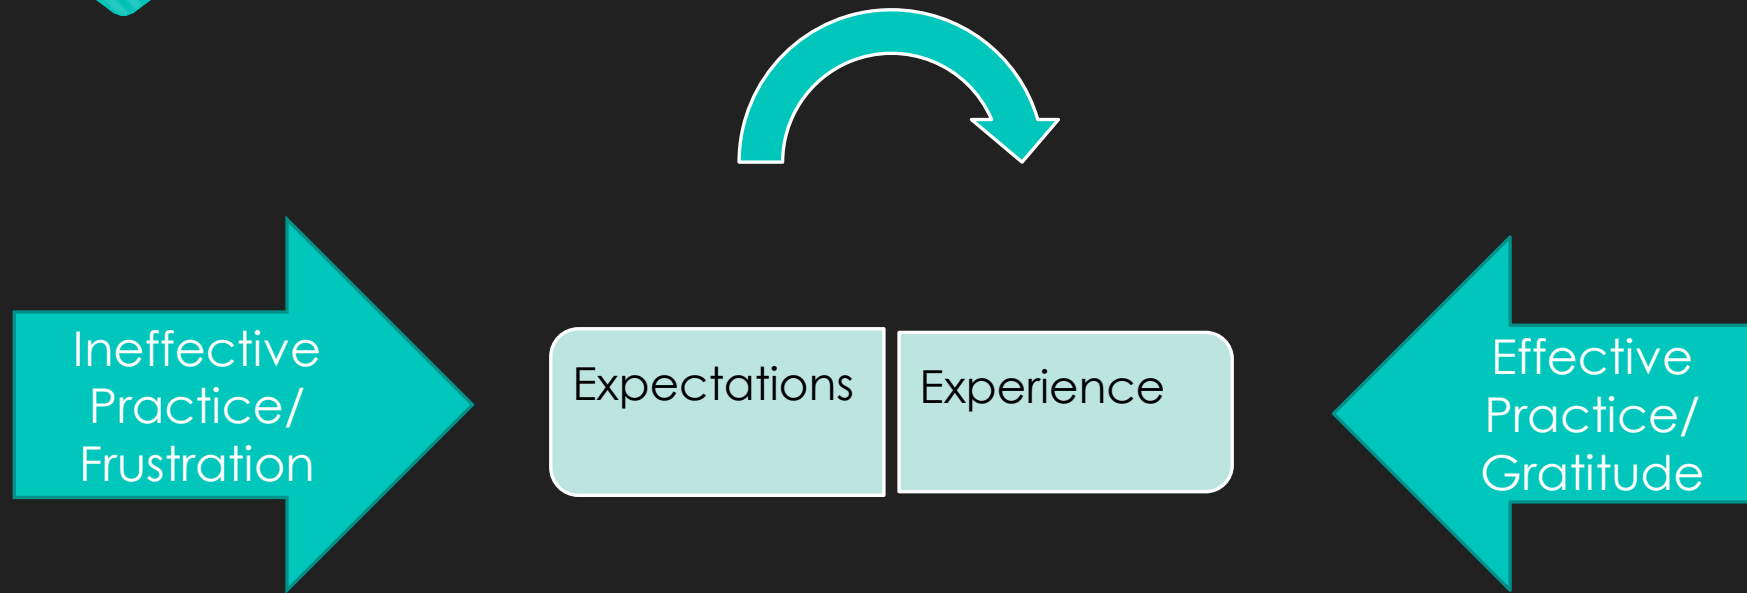 Ineffective
Practice/
Frustration
Expectations
Experience
Effective
Practice/
Gratitude